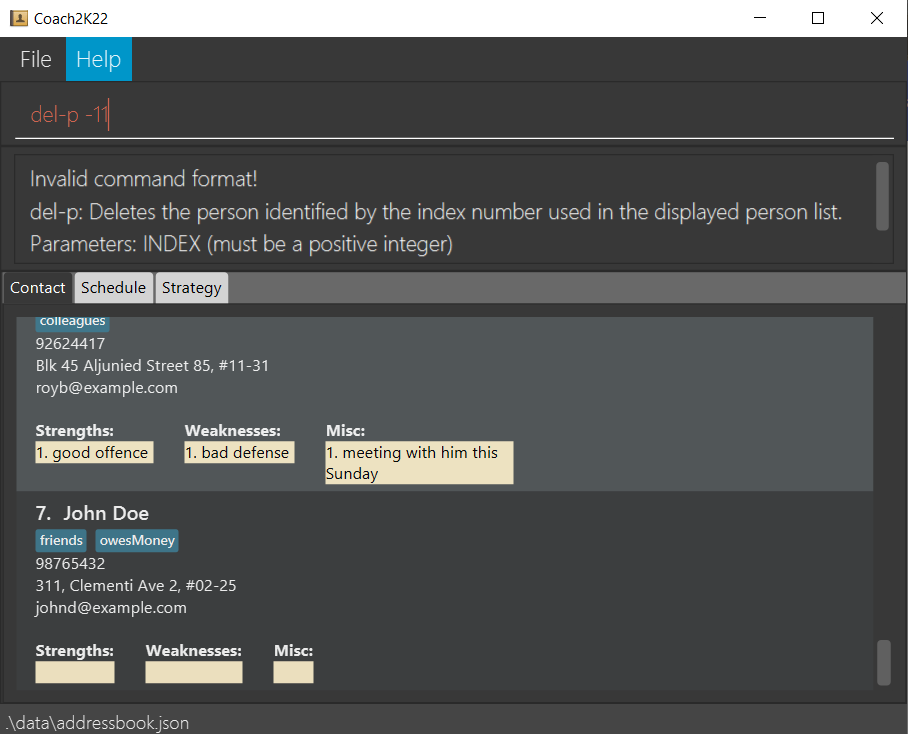 Coach2K22
File Help
del-p -11
Invalid command format!
del-p: Deletes the person identified by the index number used in the displayed person list.
Parameters: INDEX (must be a positive integer)
Contact Schedule Strategy
colleagues
92624417
Blk 45 Aljunied Street 85, #11-31
royb@example.com
Strengths: Weaknesses: Misc:
1. good offence 1. bad defense 1. meeting with him this
Sunday
7. John Doe
friends owesMoney
98765432
311, Clementi Ave 2, #02-25
johnd@example.com
Strengths: Weaknesses: Misc:
.\data\addressbook.json